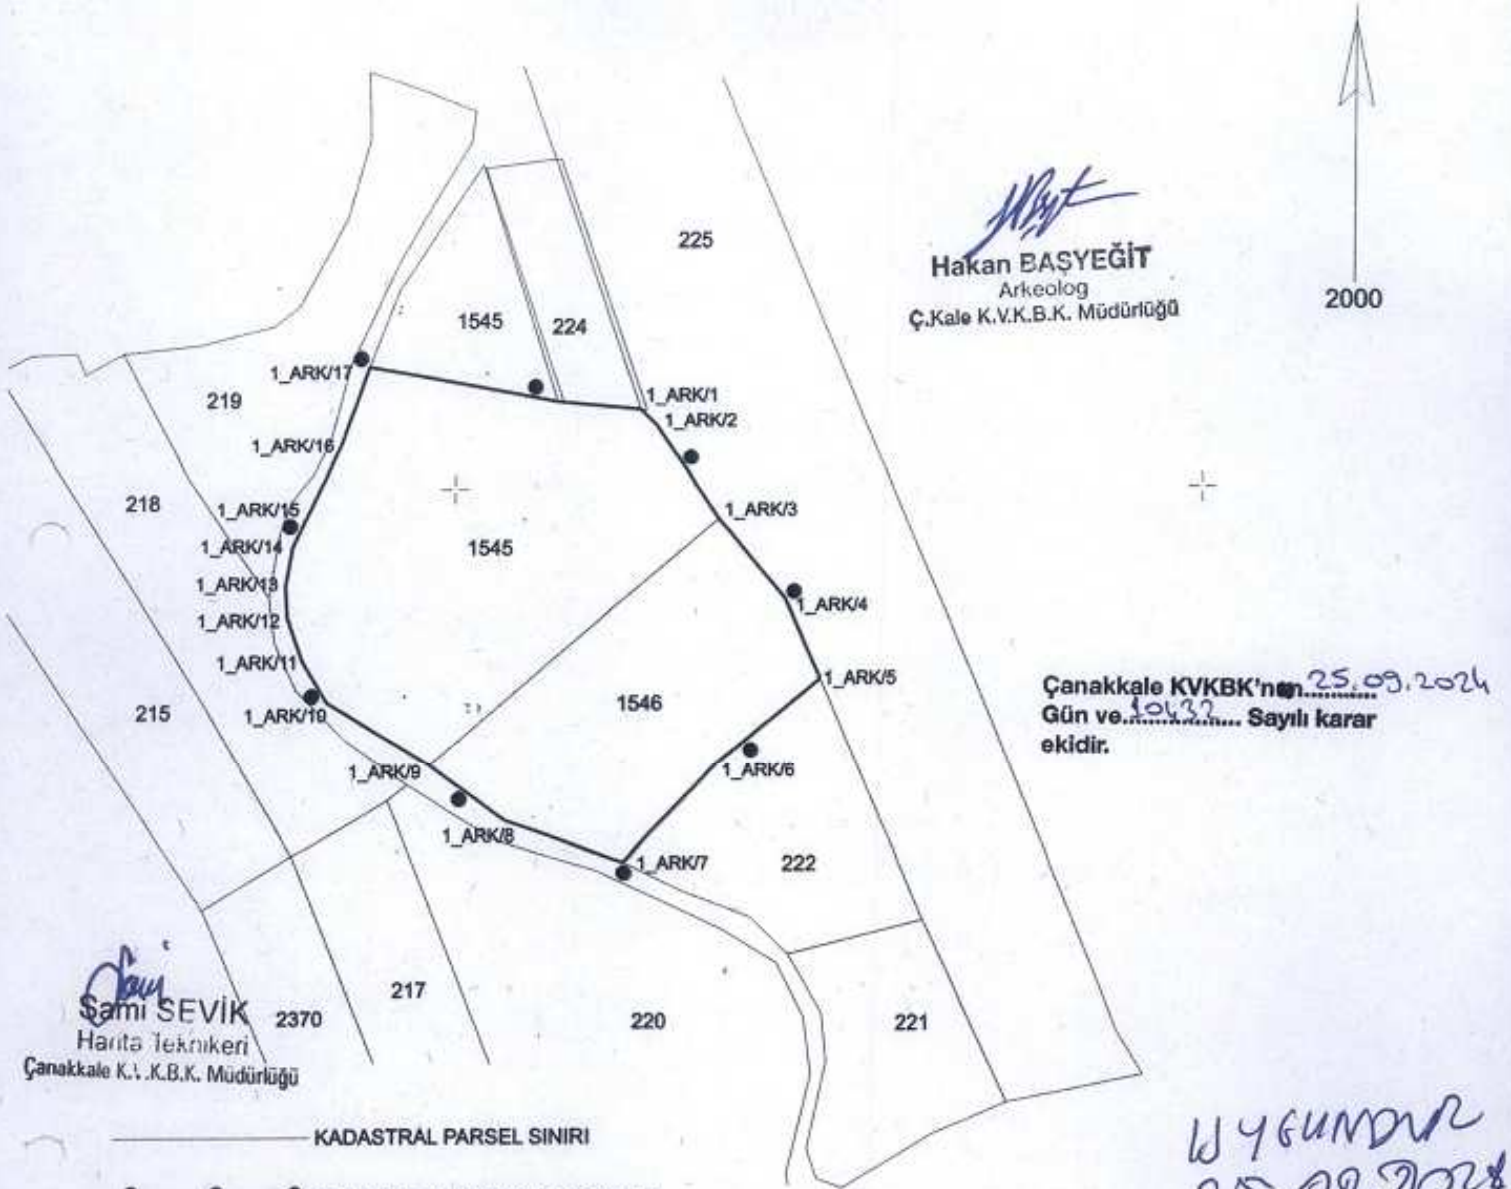 2000
225
Hakan BAŞYEĞİT
Arkeolog
Ç.Kale K.V.K.B.K. Müdürlüğü
1545
224
1_ARK/17
1_ARK/1
219
1_ARK/2
1_ARK/16
218
1_ARK/15
1_ARK/3
1_ARK/14
1545
1_ARK/13
1_ARK/4
1_ARK/12
1_ARK/11
1_ARK/5
Çanakkale KVKBK'nın 25.09.2024
Gün ve 10432 Sayılı karar
ekidir.
215
1_ARK/10
1546
1_ARK/9
1_ARK/6
1_ARK/8
1_ARK/7
222
217
Sami SEVİK
Harita Teknikeri
Çanakkale K.V.K.B.K. Müdürlüğü
2370
220
221
KADASTRAL PARSEL SINIRI
UYGUNDUR